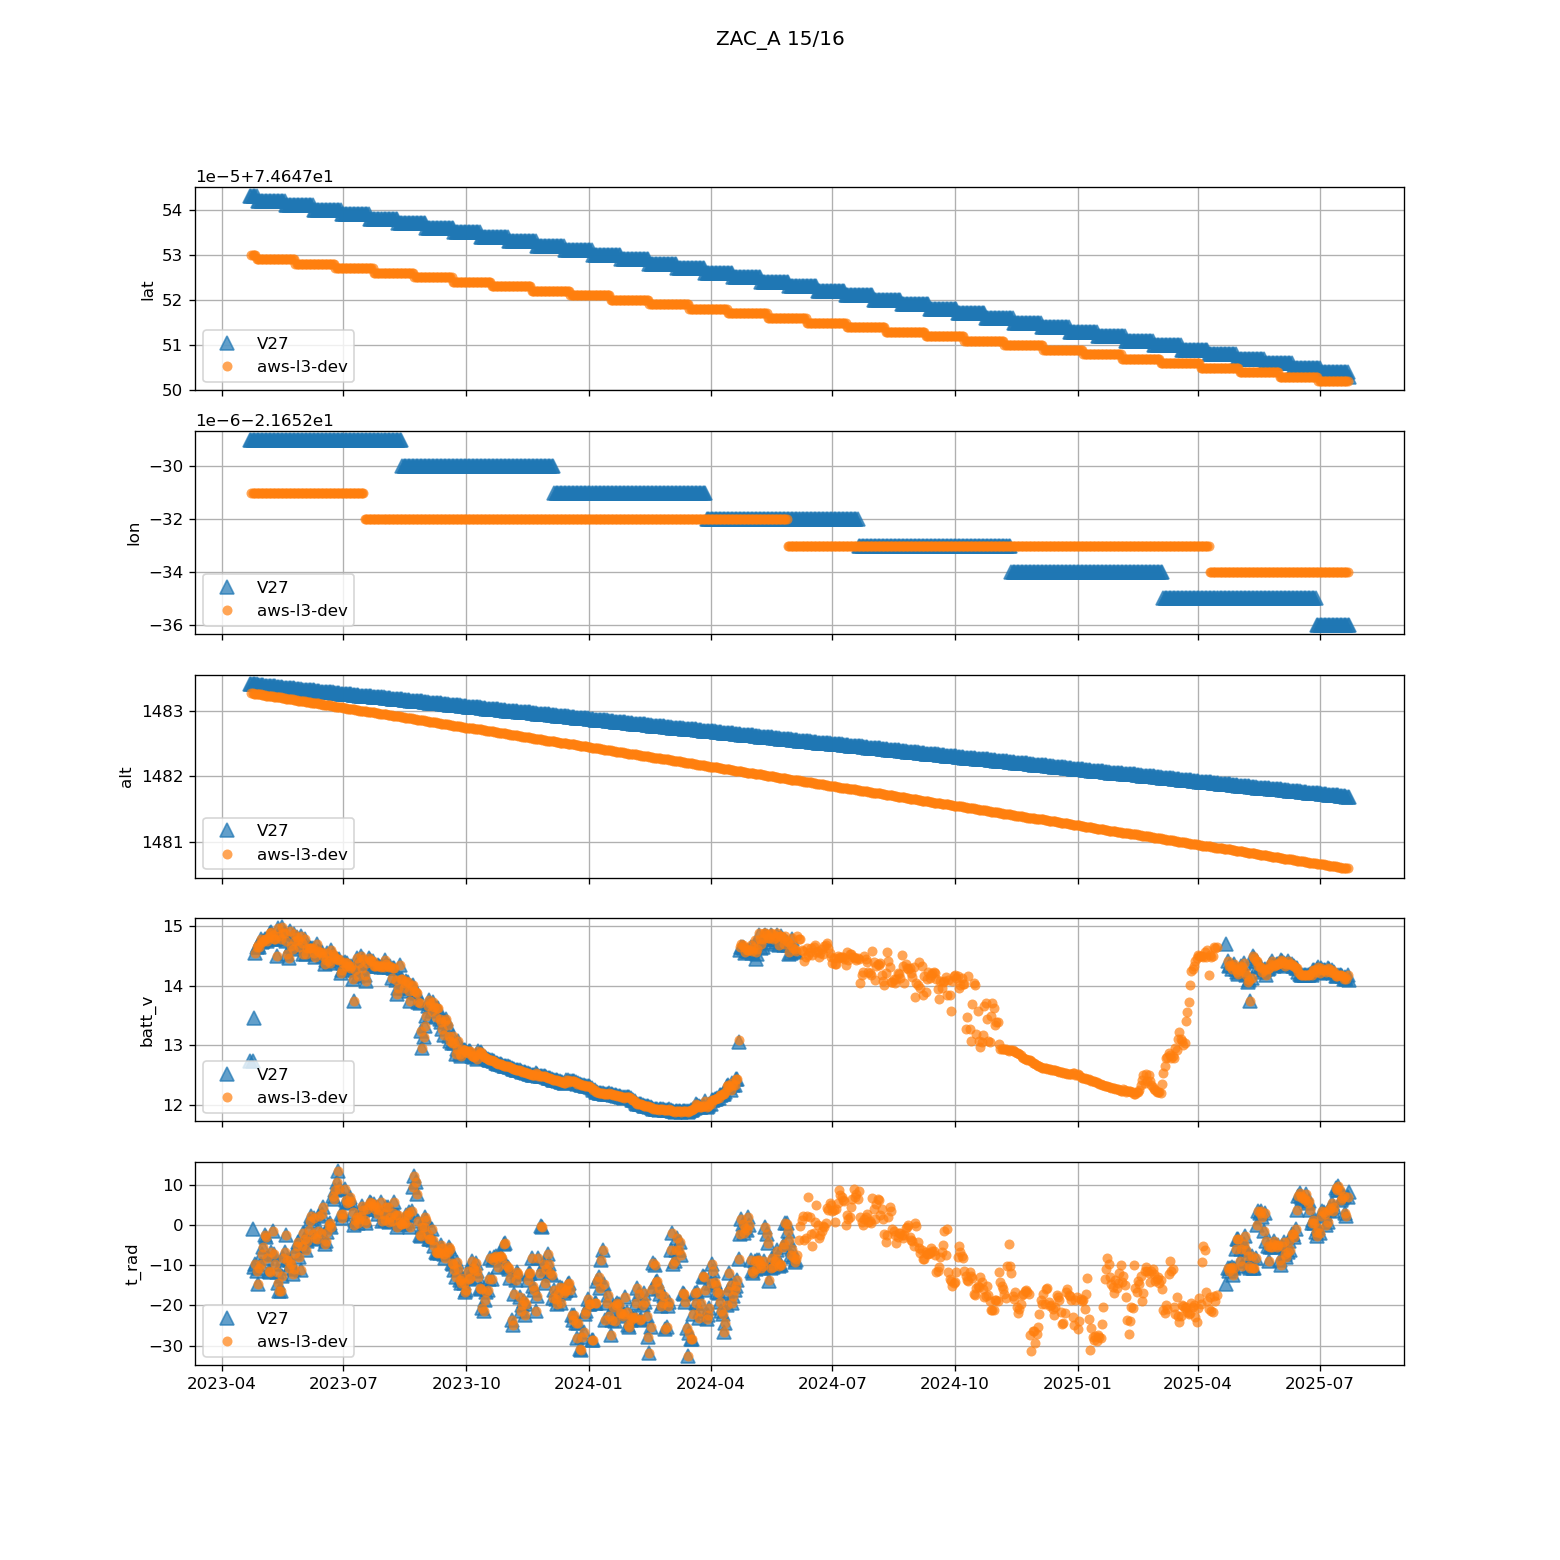 ZAC_A 15/16
1e−5+7.4647e1
54
53
52
51
50
lat
V27
aws-l3-dev
1e−6−2.1652e1
−30
−32
−34
−36
lon
V27
aws-l3-dev
1483
1482
1481
alt
V27
aws-l3-dev
15
14
13
12
batt_v
V27
aws-l3-dev
10
0
−10
−20
−30
t_rad
V27
aws-l3-dev
2023-04 2023-07 2023-10 2024-01 2024-04 2024-07 2024-10 2025-01 2025-04 2025-07